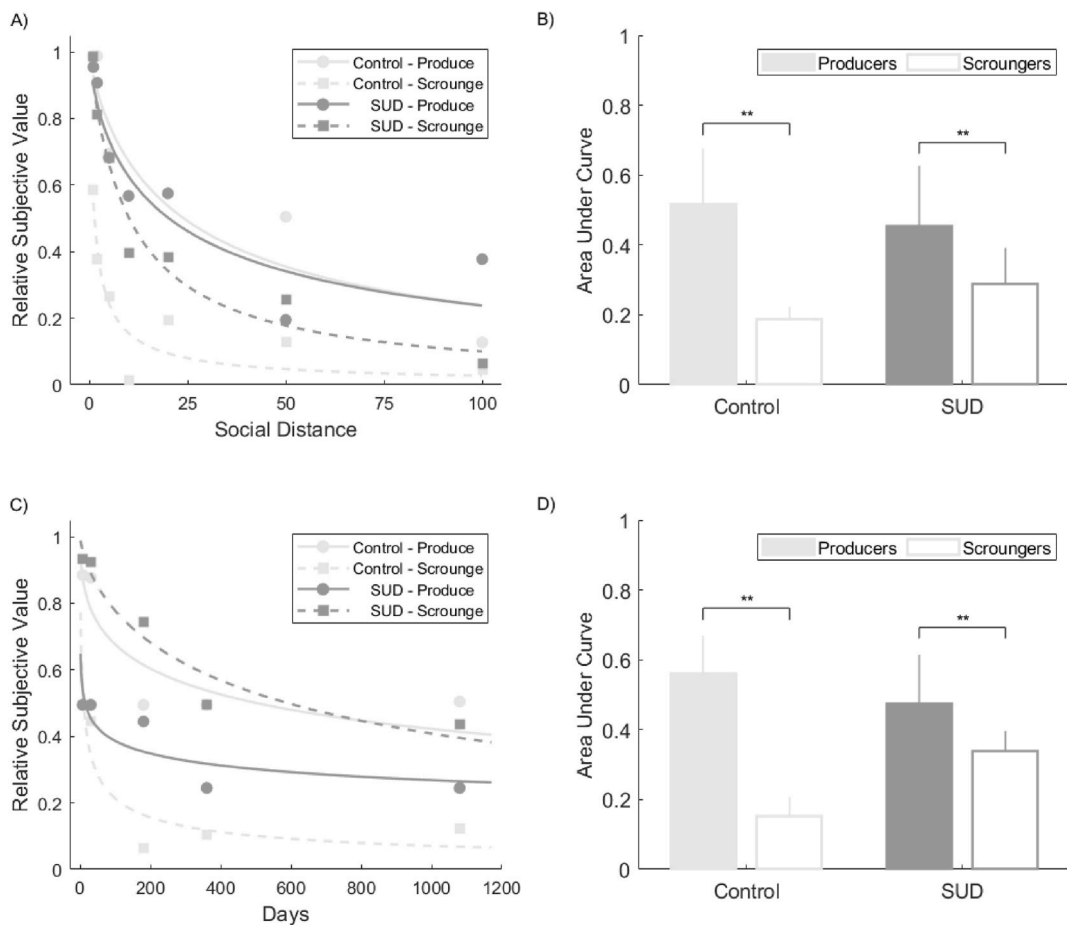 A)
Relative Subjective Value
1
0.8
0.6
0.4
0.2
0
0
25
50
75
100
Social Distance
Control - Produce
Control - Scrounge
SUD - Produce
SUD - Scrounge
B)
Area Under Curve
1
0.8
0.6
0.4
0.2
0
Producers
Scroungers
**
**
Control
SUD
C)
Relative Subjective Value
1
0.8
0.6
0.4
0.2
0
0
200
400
600
800
1000
1200
Days
Control - Produce
Control - Scrounge
SUD - Produce
SUD - Scrounge
D)
Area Under Curve
1
0.8
0.6
0.4
0.2
0
Producers
Scroungers
**
**
Control
SUD